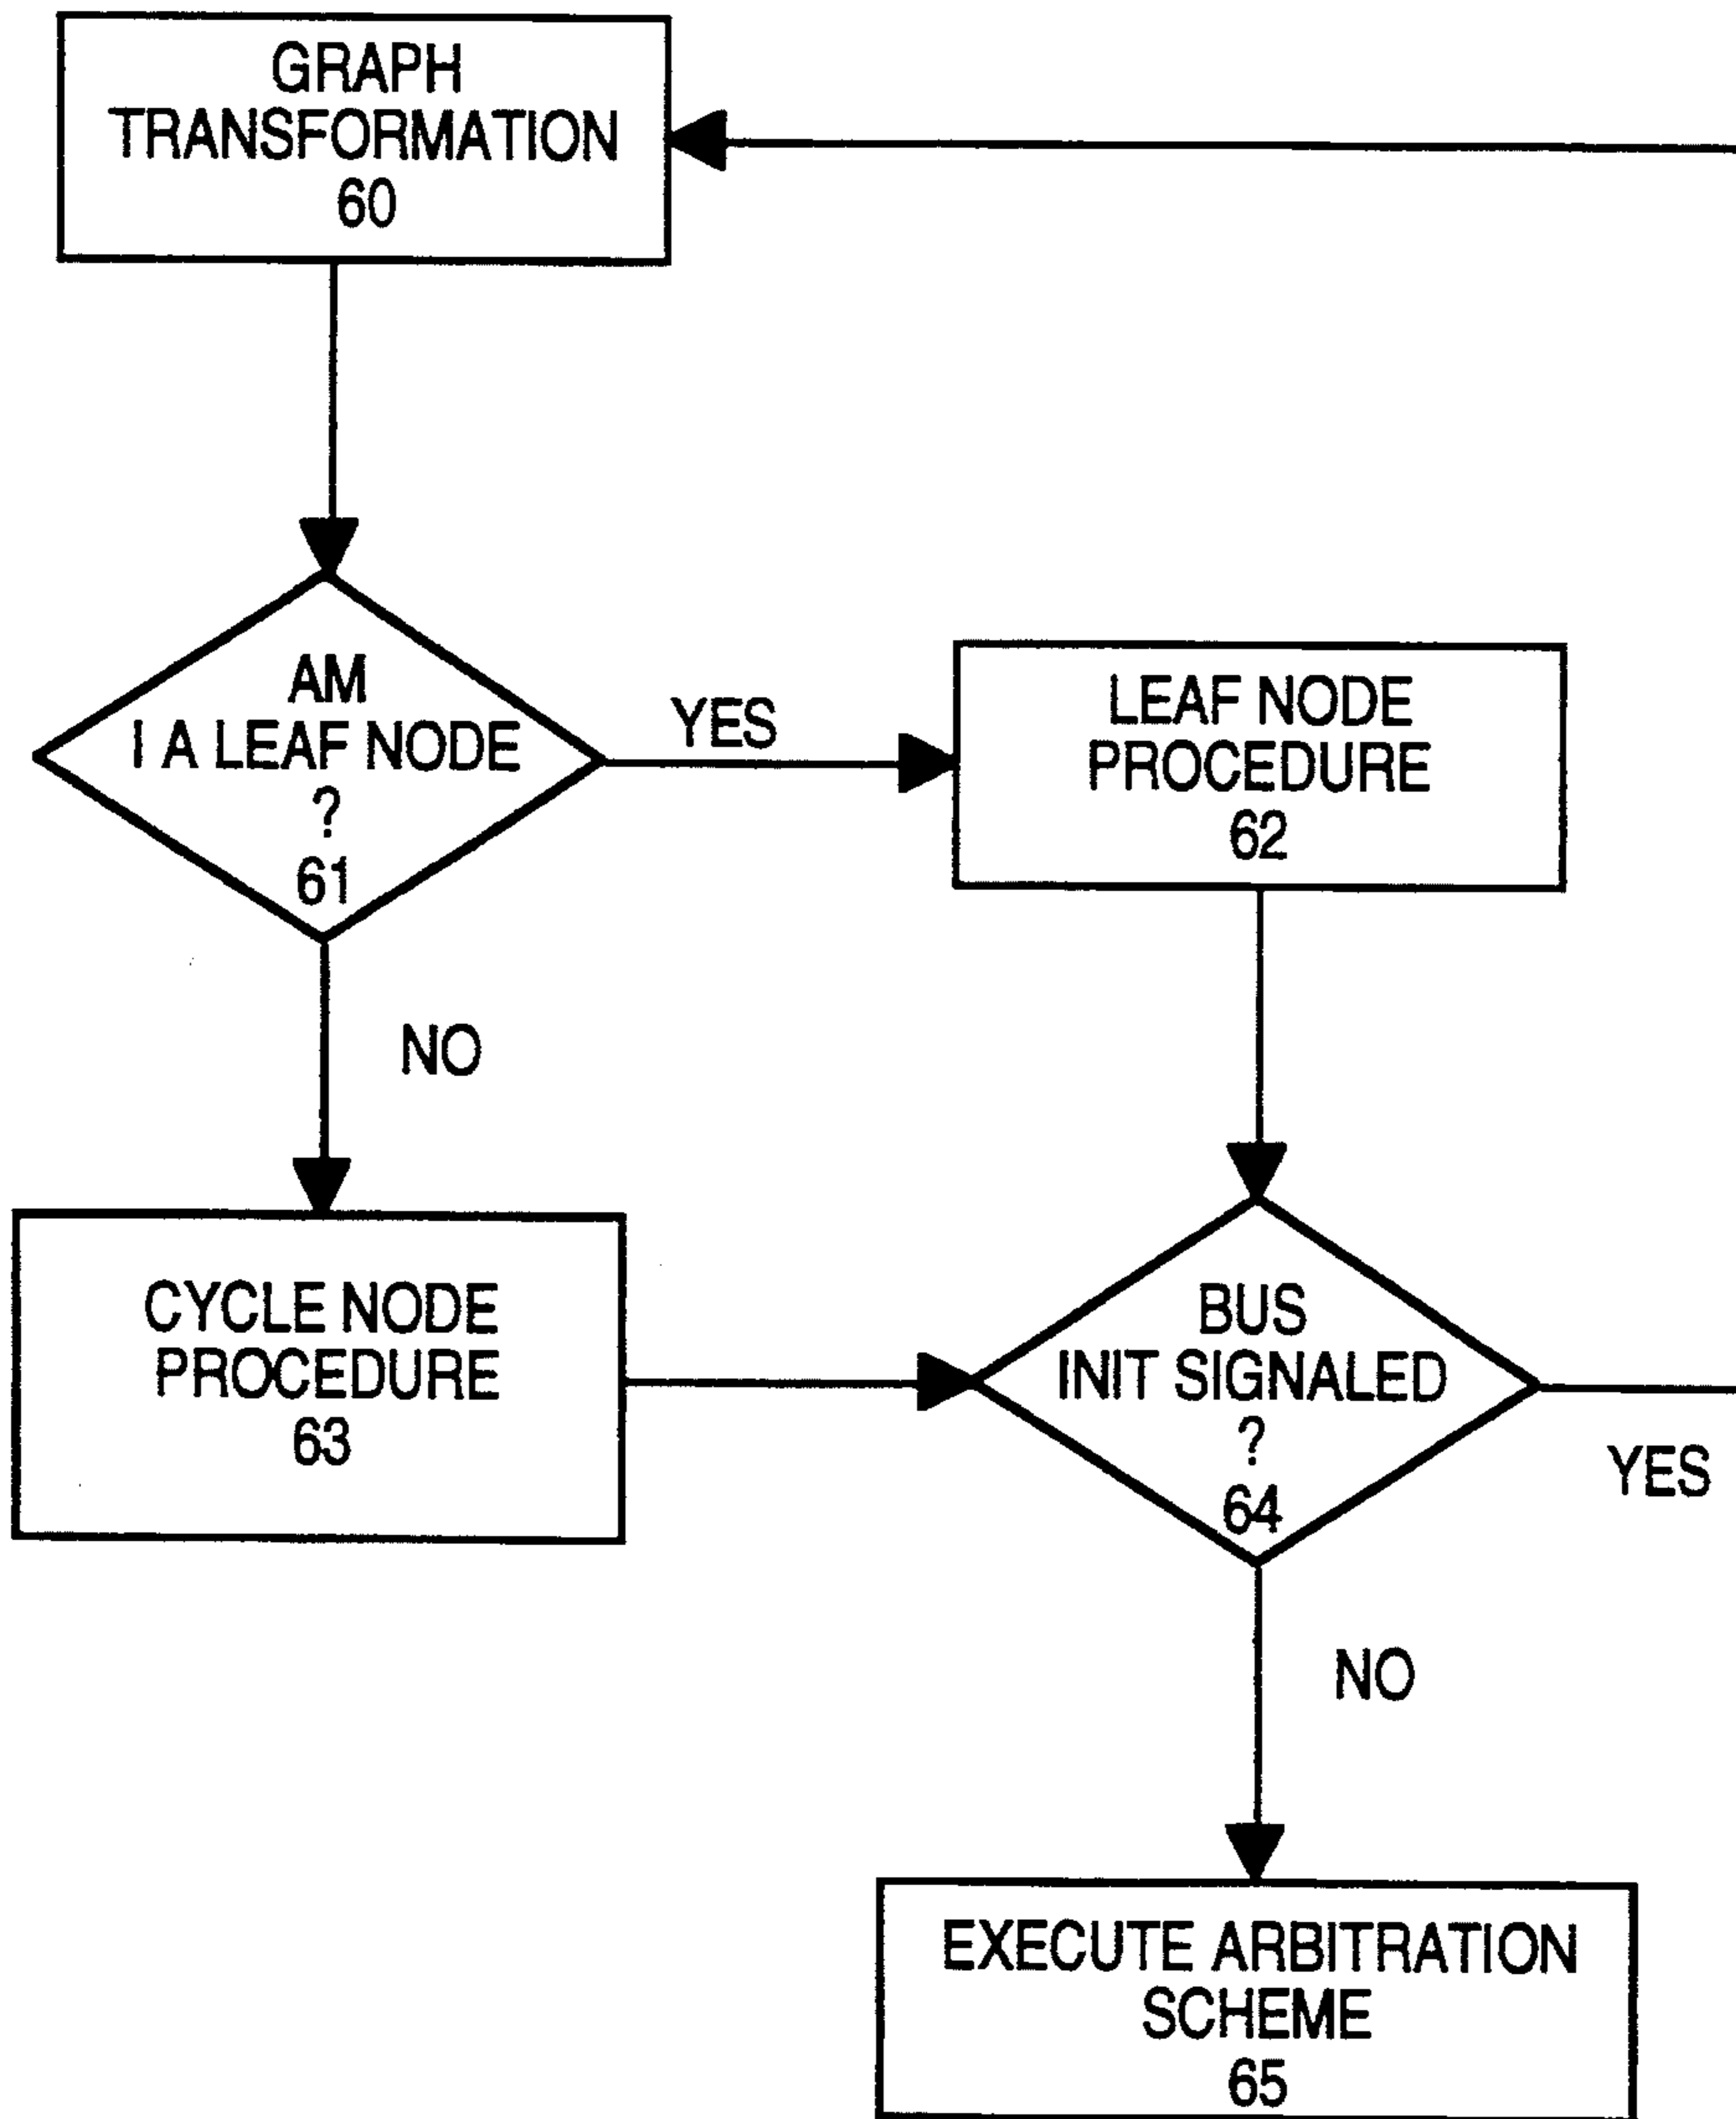 GRAPH
TRANSFORMATION
60
AM
I A LEAF NODE
?
61
YES
LEAF NODE
PROCEDURE
62
NO
CYCLE NODE
PROCEDURE
63
BUS
INIT SIGNALED
?
64
YES
NO
EXECUTE ARBITRATION
SCHEME
65